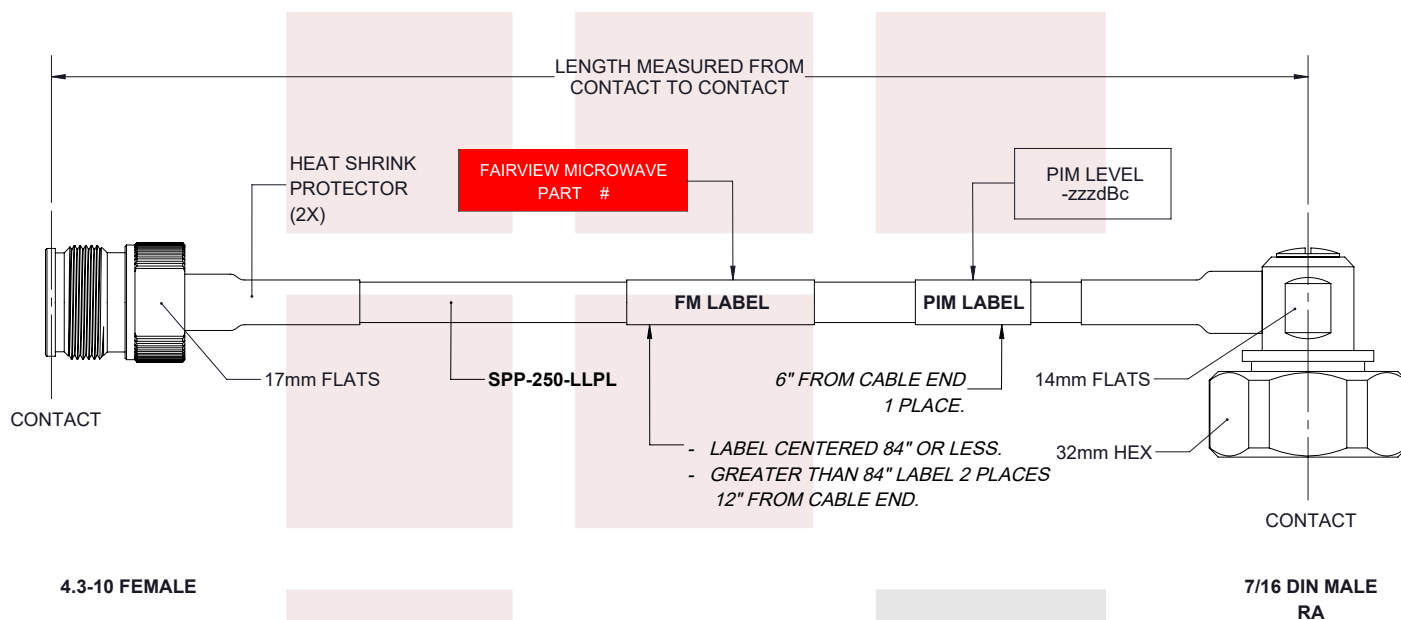 LENGTH MEASURED FROM
CONTACT TO CONTACT
HEAT SHRINK
PROTECTOR
(2X)
FAIRVIEW MICROWAVE
PART #
PIM LEVEL
-zzzdBc
FM LABEL
PIM LABEL
17mm FLATS
SPP-250-LLPL
6" FROM CABLE END
1 PLACE.
14mm FLATS
CONTACT
- LABEL CENTERED 84" OR LESS.
- GREATER THAN 84" LABEL 2 PLACES
12" FROM CABLE END.
32mm HEX
CONTACT
4.3-10 FEMALE
7/16 DIN MALE
RA